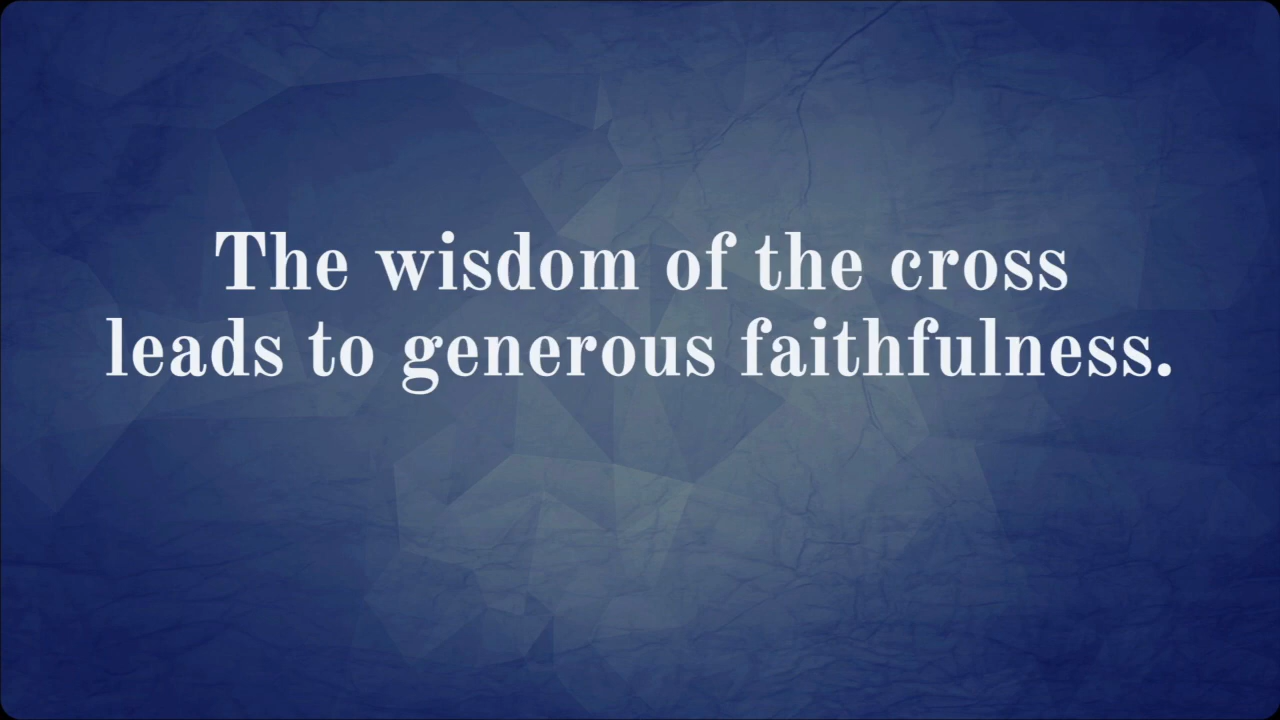 The wisdom of the cross
leads to generous faithfulness.